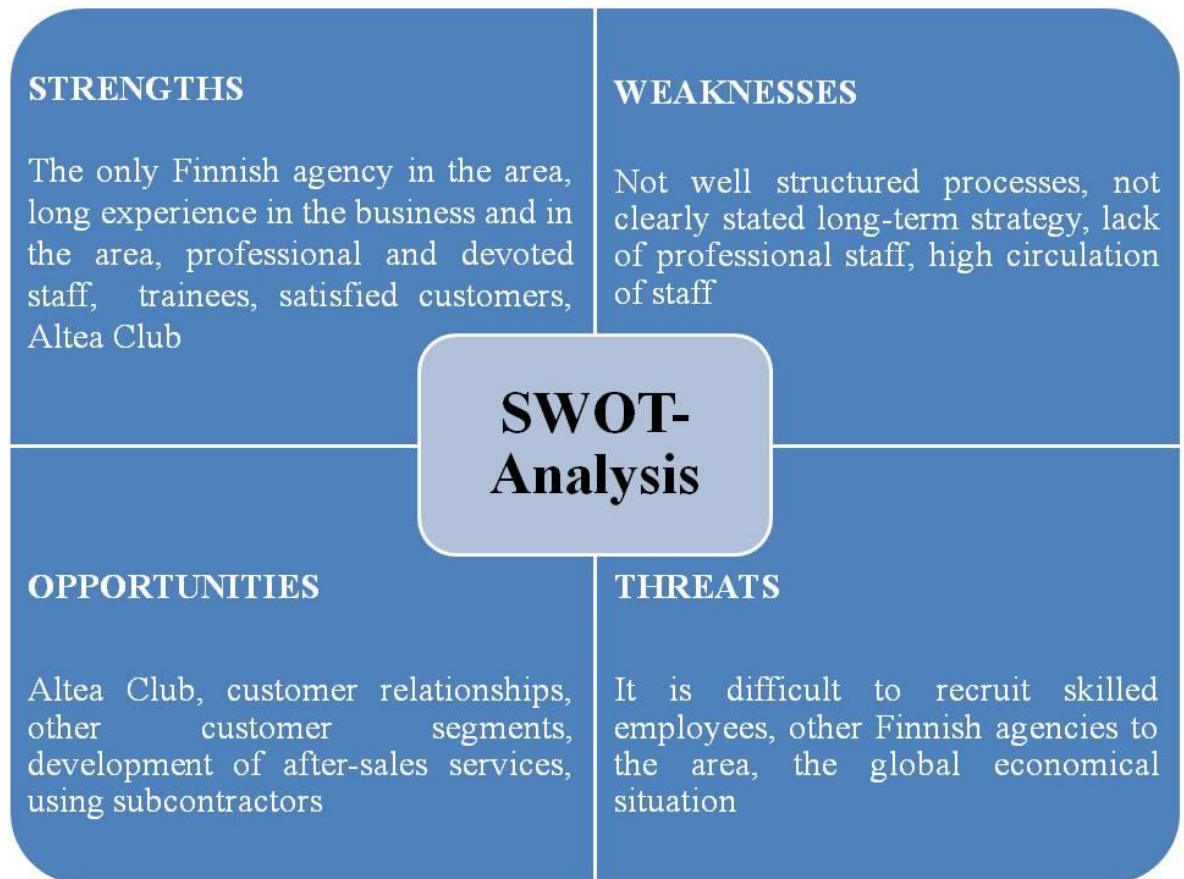 STRENGTHS
The only Finnish agency in the area,
long experience in the business and in
the area, professional and devoted
staff, trainees, satisfied customers,
Altea Club
WEAKNESSES
Not well structured processes, not
clearly stated long-term strategy, lack
of professional staff, high circulation
of staff
SWOT-
Analysis
OPPORTUNITIES
Altea Club, customer relationships,
other customer segments,
development of after-sales services,
using subcontractors
THREATS
It is difficult to recruit skilled
employees, other Finnish agencies to
the area, the global economical
situation